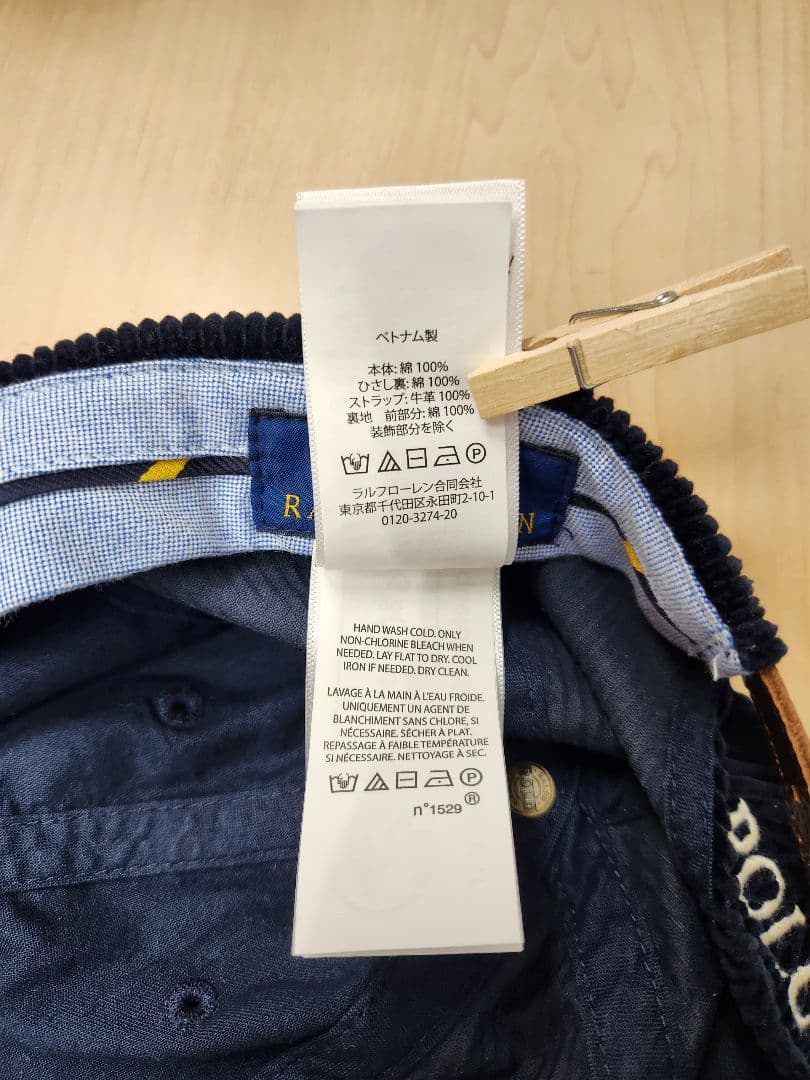 ベトナム製
本体: 綿 100%
ひさし裏: 綿 100%
ストラップ: 牛革 100%
裏地 前部分: 綿 100%
装飾部分を除く
ラルフローレン合同会社
東京都千代田区永田町2-10-1
0120-3274-20
HAND WASH COLD. ONLY
NON-CHLORINE BLEACH WHEN
NEEDED. LAY FLAT TO DRY. COOL
IRON IF NEEDED. DRY CLEAN.
LAVAGE À LA MAIN À L'EAU FROIDE.
UNIQUEMENT UN AGENT DE
BLANCHIMENT SANS CHLORE, SI
NÉCESSAIRE. SÉCHER À PLAT.
REPASSAGE À FAIBLE TEMPÉRATURE
SI NÉCESSAIRE. NETTOYAGE À SEC.
n°1529 ®
POLO